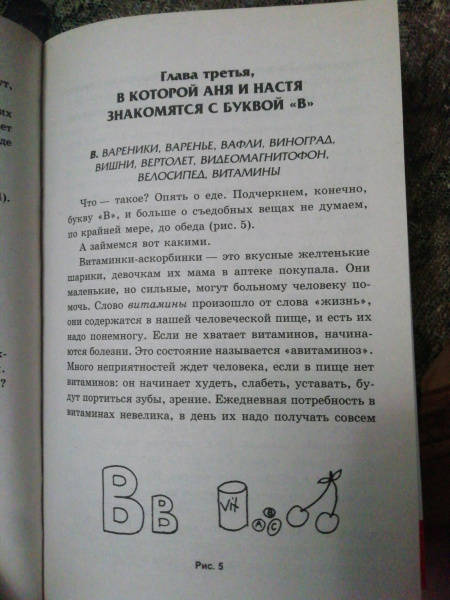 ут,
их
ет
де
).
к-
?
Глава третья,
В КОТОРОЙ АНЯ И НАСТЯ
ЗНАКОМЯТСЯ С БУКВОЙ «В»
В. ВАРЕНИКИ, ВАРЕНЬЕ, ВАФЛИ, ВИНОГРАД,
ВИШНИ, ВЕРТОЛЕТ, ВИДЕОМАГНИТОФОН,
ВЕЛОСИПЕД, ВИТАМИНЫ
Что — такое? Опять о еде. Подчеркнем, конечно,
букву «В», и больше о съедобных вещах не думаем,
по крайней мере, до обеда (рис. 5).
А займемся вот какими.
Витаминки-аскорбинки — это вкусные желтенькие
шарики, девочкам их мама в аптеке покупала. Они
маленькие, но сильные, могут больному человеку по-
мочь. Слово витамины произошло от слова «жизнь»,
они содержатся в нашей человеческой пище, и есть их
надо понемногу. Если не хватает витаминов, начина-
ются болезни. Это состояние называется «авитаминоз».
Много неприятностей ждет человека, если в пище нет
витаминов: он начинает худеть, слабеть, уставать, бу-
дут портиться зубы, зрение. Ежедневная потребность в
витаминах невелика, в день их надо получать совсем
В в
Vit
В
А С
Рис. 5